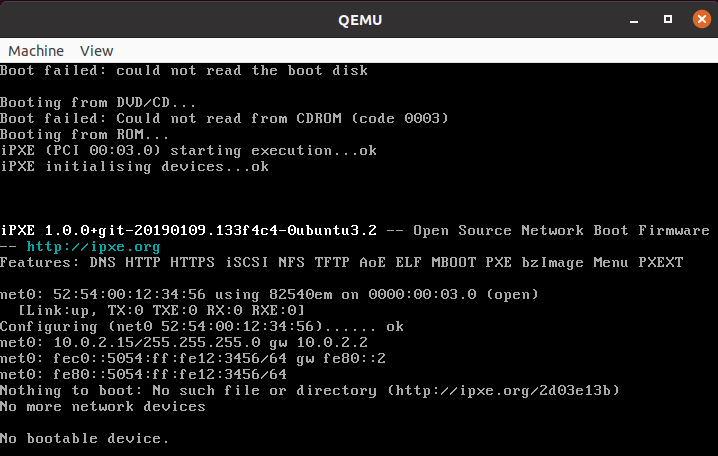 QEMU
Machine View
Boot failed: could not read the boot disk
Booting from DVD/CD...
Boot failed: Could not read from CDROM (code 0003)
Booting from ROM...
iPXE (PCI 00:03.0) starting execution...ok
iPXE initialising devices...ok
iPXE 1.0.0+git-20190109.133f4c4-0ubuntu3.2 -- Open Source Network Boot Firmware
-- http://ipxe.org
Features: DNS HTTP HTTPS iSCSI NFS TFTP AoE ELF MBOOT PXE bzImage Menu PXEXT
net0: 52:54:00:12:34:56 using 82540em on 0000:00:03.0 (open)
[Link:up, TX:0 TXE:0 RX:0 RXE:0]
Configuring (net0 52:54:00:12:34:56)...... ok
net0: 10.0.2.15/255.255.255.0 gw 10.0.2.2
net0: fec0::5054:ff:fe12:3456/64 gw fe80::2
net0: fe80::5054:ff:fe12:3456/64
Nothing to boot: No such file or directory (http://ipxe.org/2d03e13b)
No more network devices
No bootable device.